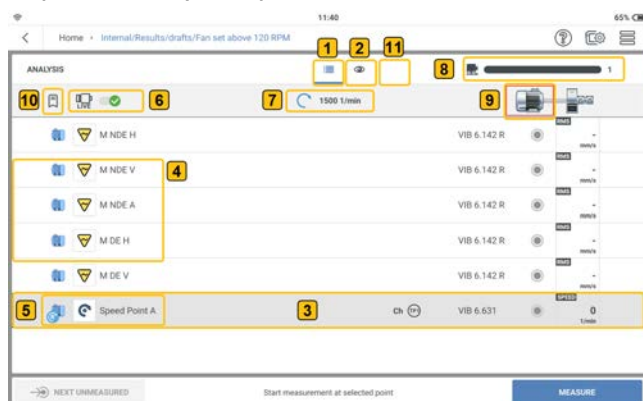 11:40
65%
Home › Internal/Results/drafts/Fan set above 120 RPM
1 2 11
ANALYSIS
8 1
10 LIVE 6 7 1500 1/min 9
M NDE H VIB 6.142 R RMS - mm/s
M NDE V 4 VIB 6.142 R RMS - mm/s
M NDE A VIB 6.142 R RMS - mm/s
M DE H VIB 6.142 R RMS - mm/s
M DE V VIB 6.142 R RMS - mm/s
5 Speed Point A 3 Ch VIB 6.631 SPEED 0 1/min
NEXT UNMEASURED Start measurement at selected point MEASURE